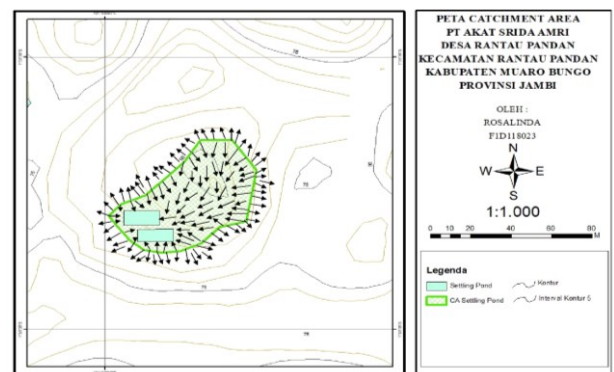 PETA CATCHMENT AREA
PT AKAT SRIDA AMRI
DESA RANTAU PANDAN
KECAMATAN RANTAU PANDAN
KABUPATEN MUARO BUNGO
PROVINSI JAMBI
OLEH :
ROSALINDA
F1D118023
N
W E
S
1:1.000
0 10 20 40 60 80
M
Legenda
Settling Pond
Kontur
CA Settling Pond
Interval Kontur 5